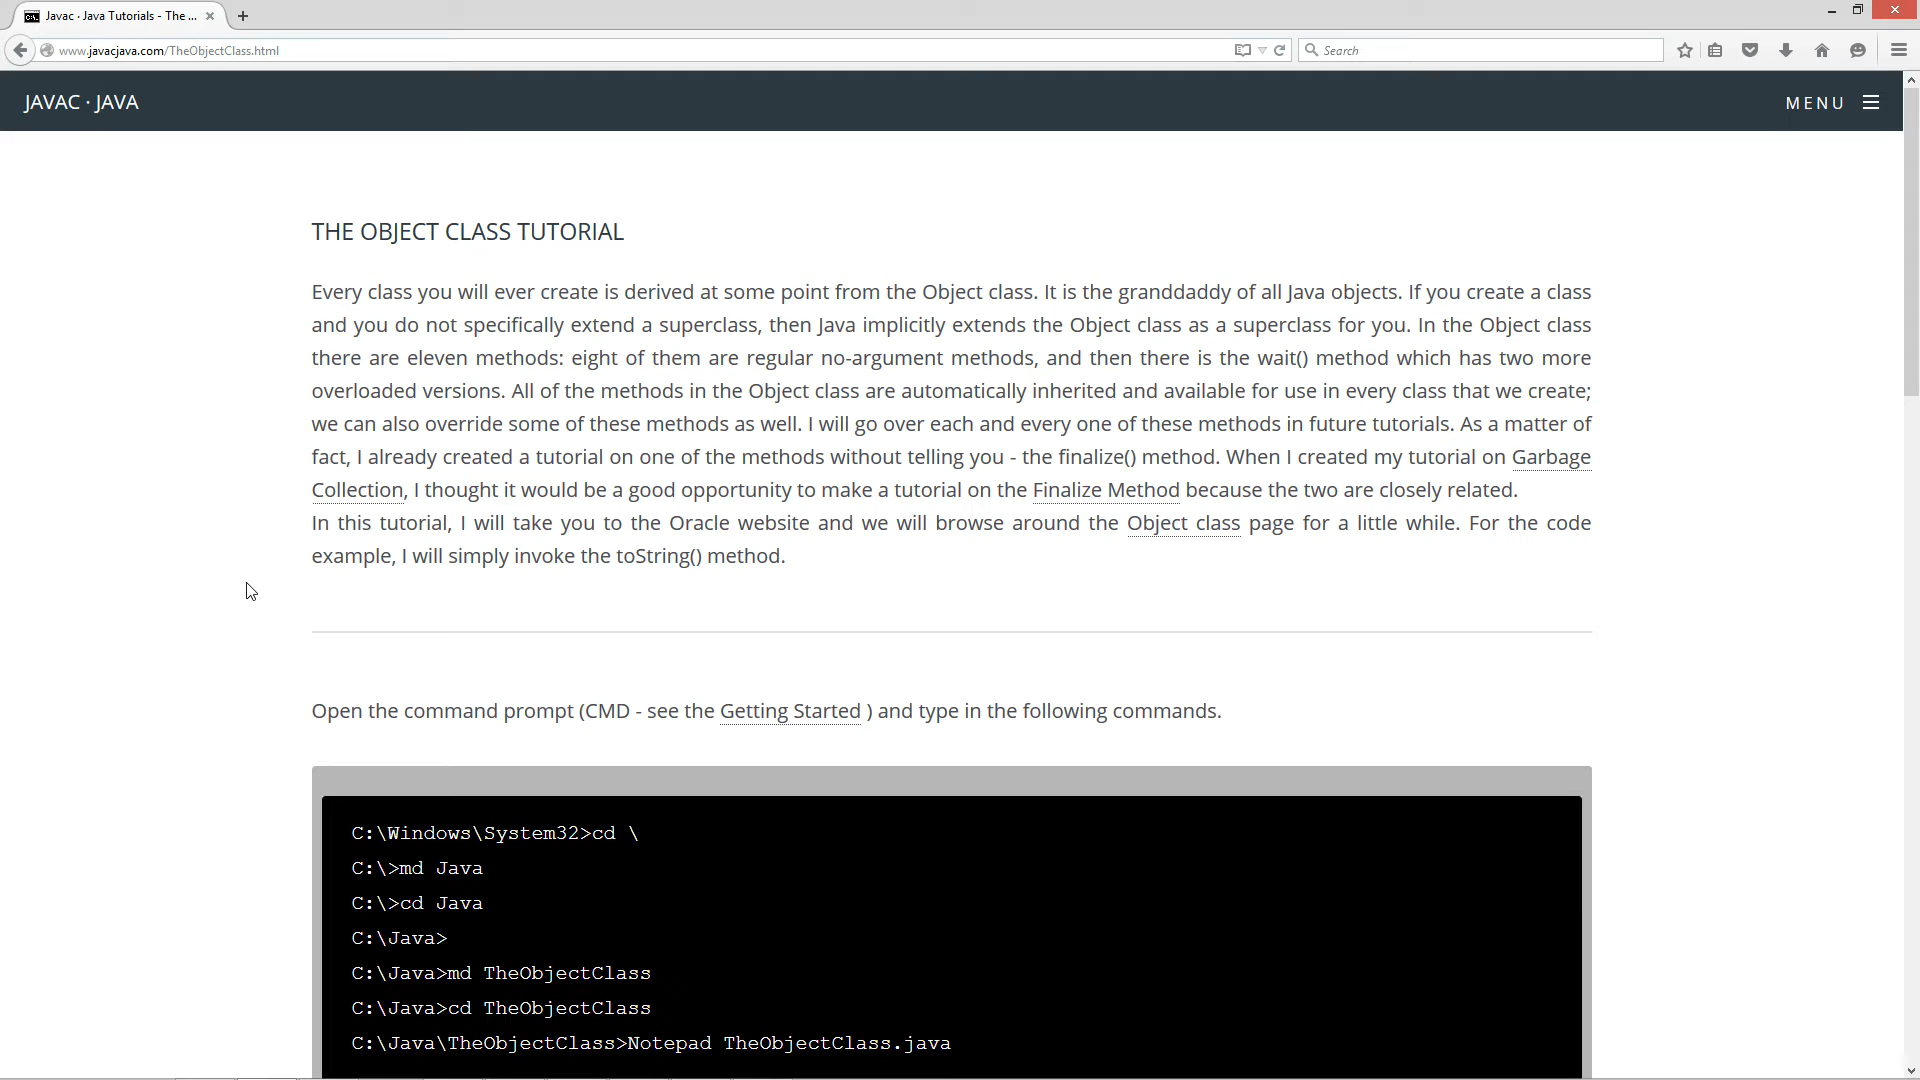 Javac · Java Tutorials - The ...
www.javacjava.com/TheObjectClass.html
Search
JAVAC · JAVA
MENU
THE OBJECT CLASS TUTORIAL
Every class you will ever create is derived at some point from the Object class. It is the granddaddy of all Java objects. If you create a class
and you do not specifically extend a superclass, then Java implicitly extends the Object class as a superclass for you. In the Object class
there are eleven methods: eight of them are regular no-argument methods, and then there is the wait() method which has two more
overloaded versions. All of the methods in the Object class are automatically inherited and available for use in every class that we create;
we can also override some of these methods as well. I will go over each and every one of these methods in future tutorials. As a matter of
fact, I already created a tutorial on one of the methods without telling you - the finalize() method. When I created my tutorial on Garbage
Collection, I thought it would be a good opportunity to make a tutorial on the Finalize Method because the two are closely related.
In this tutorial, I will take you to the Oracle website and we will browse around the Object class page for a little while. For the code
example, I will simply invoke the toString() method.
Open the command prompt (CMD - see the Getting Started ) and type in the following commands.
C:\Windows\System32>cd \
C:\>md Java
C:\>cd Java
C:\Java>
C:\Java>md TheObjectClass
C:\Java>cd TheObjectClass
C:\Java\TheObjectClass>Notepad TheObjectClass.java